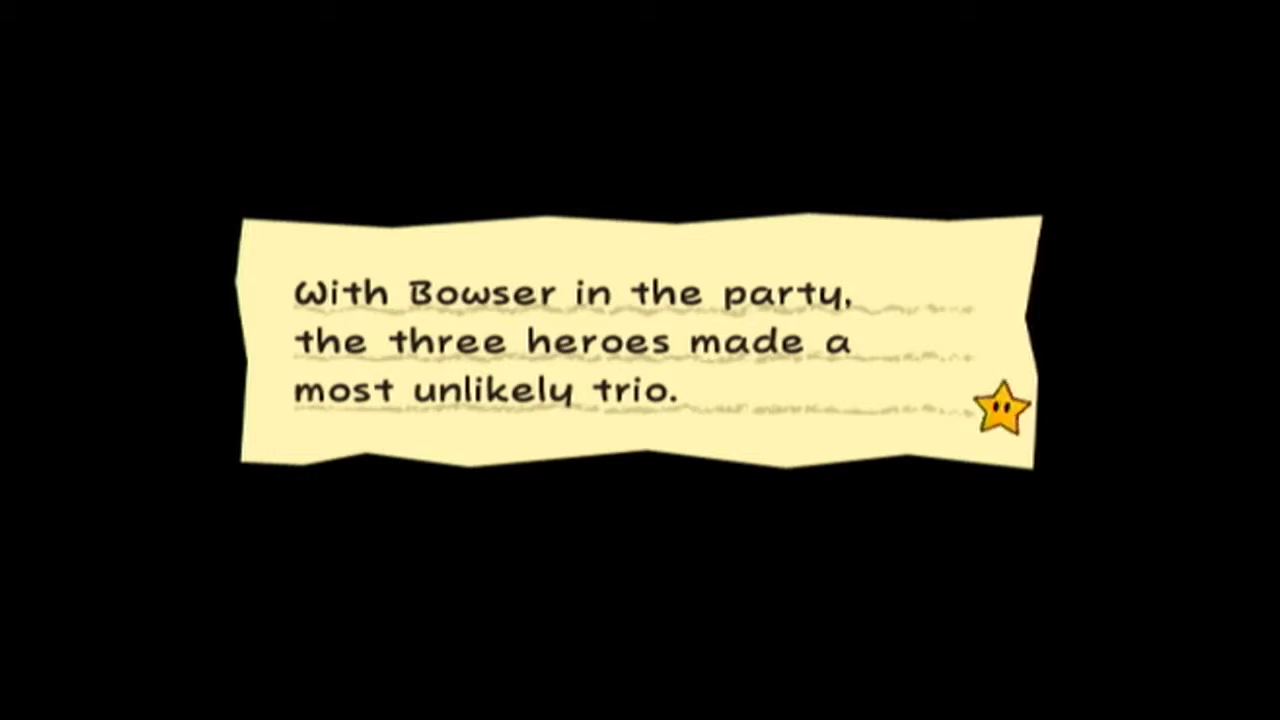 With Bowser in the party,
the three heroes made a
most unlikely trio.